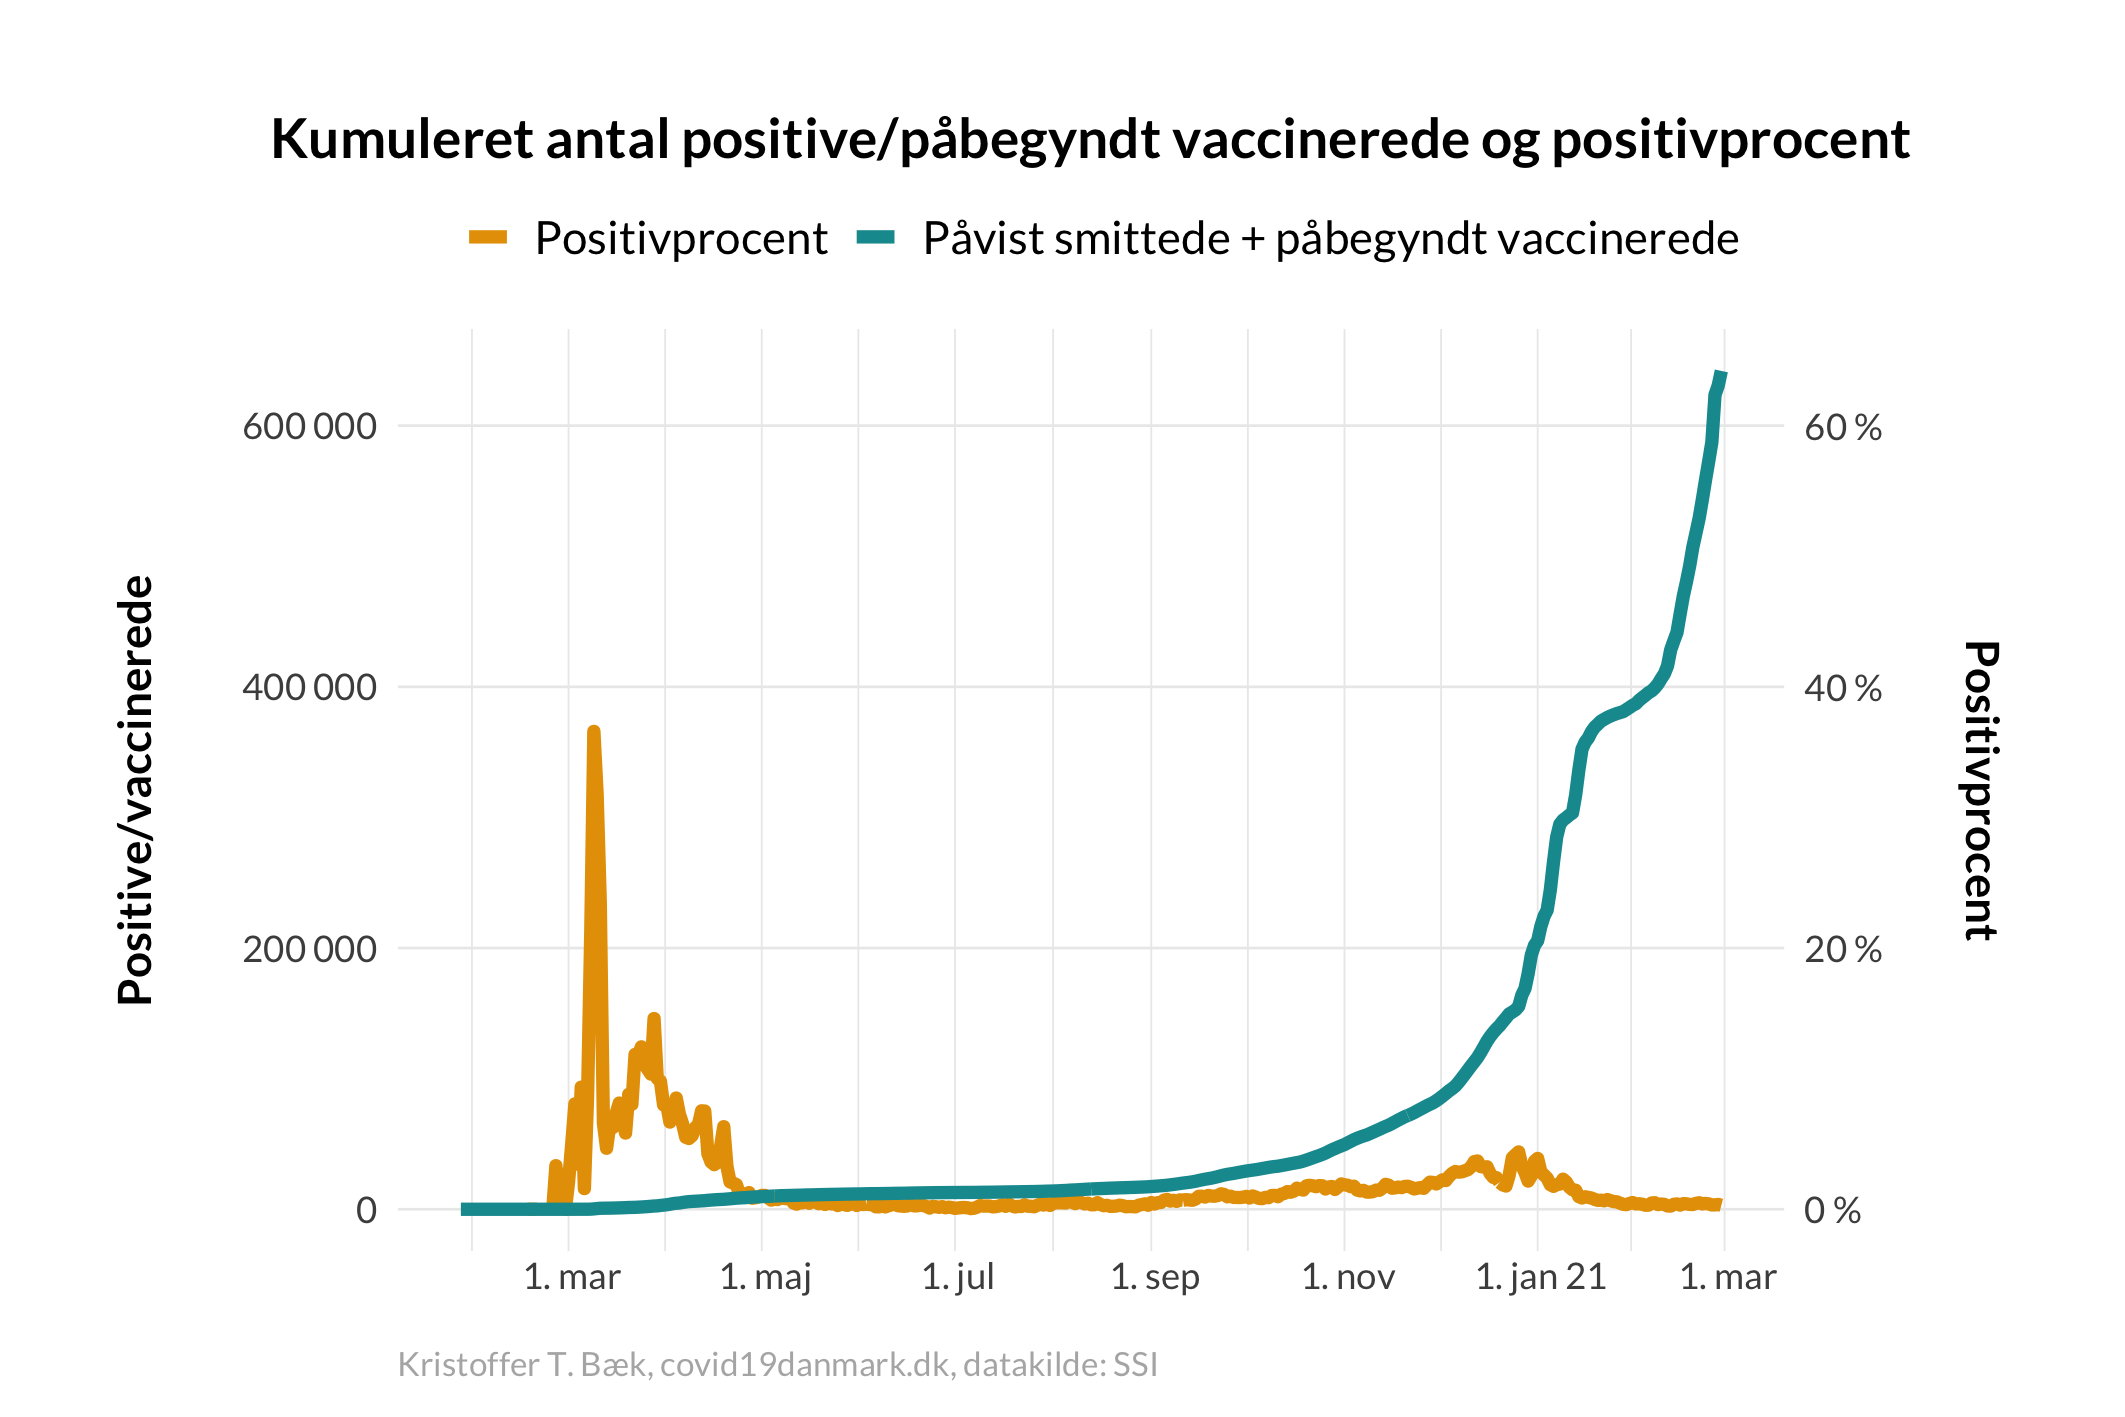 Kumuleret antal positive/påbegyndt vaccinerede og positivprocent
Positivprocent
Påvist smittede + påbegyndt vaccinerede
Positive/vaccinerede
600 000
400 000
200 000
0
60 %
40 %
20 %
0 %
Positivprocent
1. mar
1. maj
1. jul
1. sep
1. nov
1. jan 21
1. mar
Kristoffer T. Bæk, covid19danmark.dk, datakilde: SSI